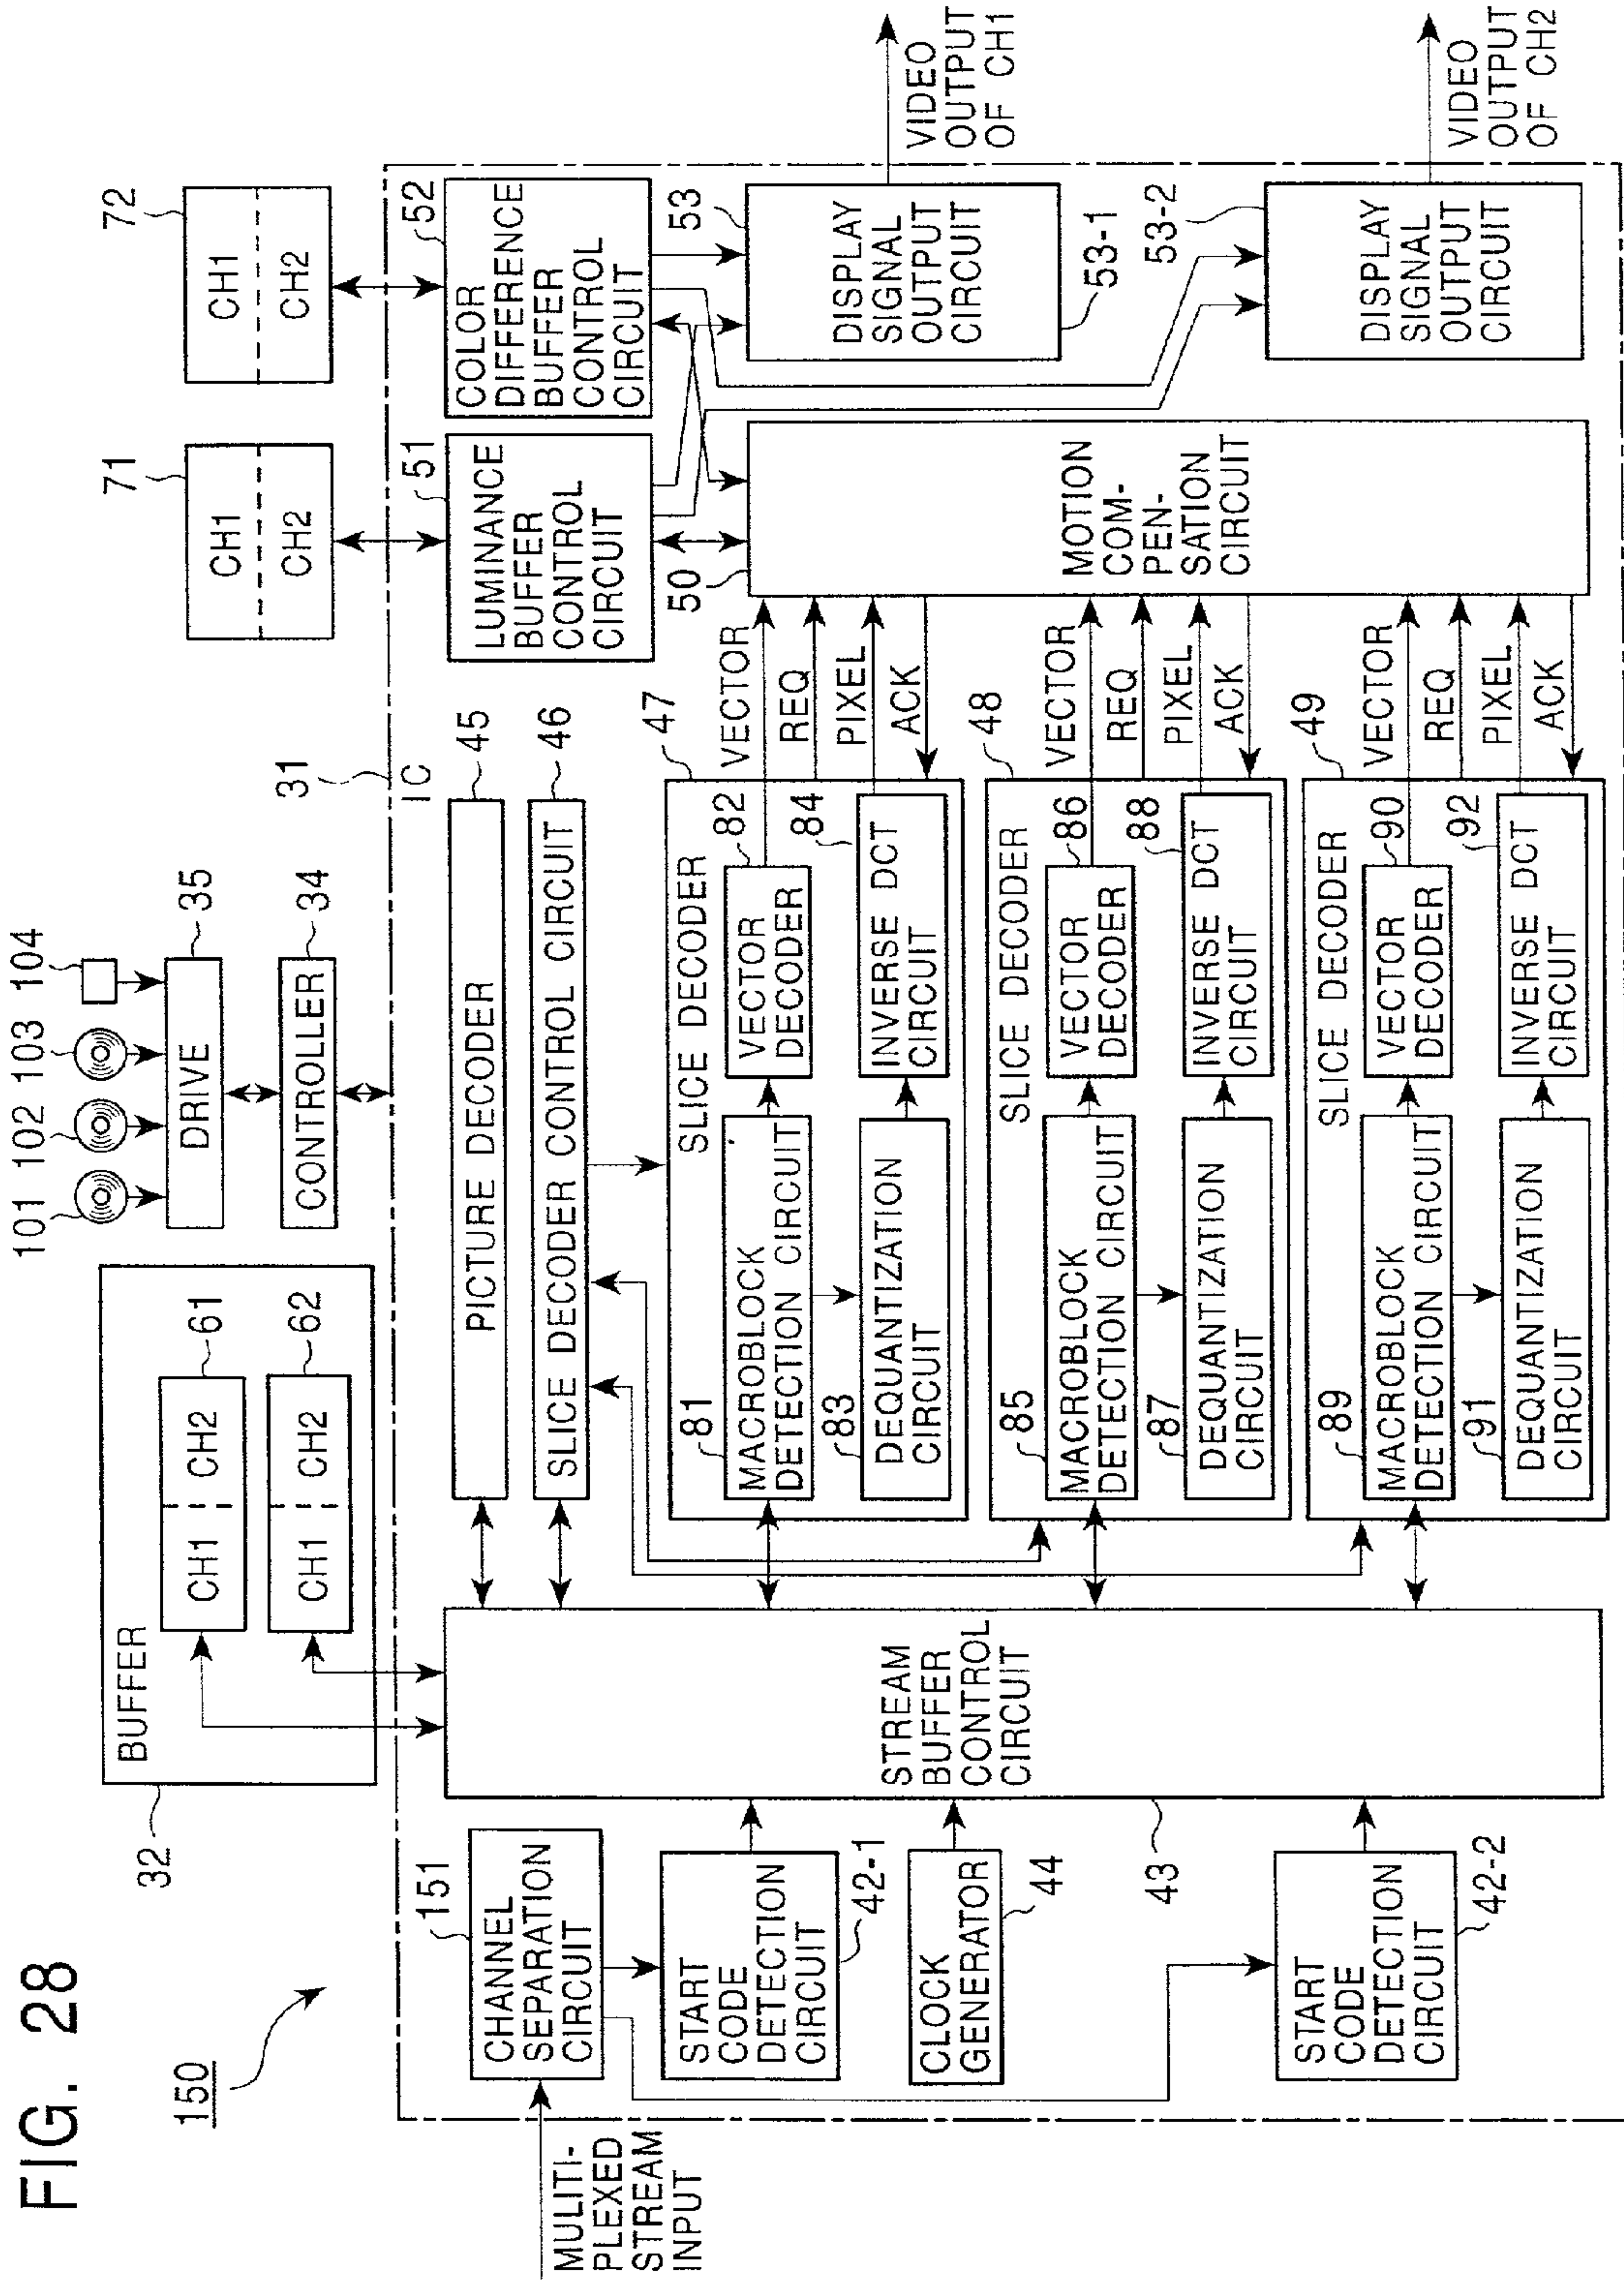 FIG. 28
150
101
102
103
104
DRIVE
35
CONTROLLER
34
BUFFER
CH1
CH2
61
CH1
CH2
62
32
71
CH1
CH2
72
CH1
CH2
31
IC
MULITI-
PLEXED
STREAM
INPUT
151
CHANNEL
SEPARATION
CIRCUIT
START
CODE
DETECTION
CIRCUIT
42-1
CLOCK
GENERATOR
44
START
CODE
DETECTION
CIRCUIT
42-2
STREAM
BUFFER
CONTROL
CIRCUIT
43
PICTURE DECODER
45
SLICE DECODER CONTROL CIRCUIT
46
SLICE DECODER
47
81
MACROBLOCK
DETECTION CIRCUIT
VECTOR
DECODER
82
83
DEQUANTIZATION
CIRCUIT
INVERSE DCT
CIRCUIT
84
VECTOR
REQ
PIXEL
ACK
SLICE DECODER
48
85
MACROBLOCK
DETECTION CIRCUIT
VECTOR
DECODER
86
87
DEQUANTIZATION
CIRCUIT
INVERSE DCT
CIRCUIT
88
VECTOR
REQ
PIXEL
ACK
SLICE DECODER
49
89
MACROBLOCK
DETECTION CIRCUIT
VECTOR
DECODER
90
91
DEQUANTIZATION
CIRCUIT
INVERSE DCT
CIRCUIT
92
VECTOR
REQ
PIXEL
ACK
50
MOTION
COM-
PEN-
SATION
CIRCUIT
LUMINANCE
BUFFER
CONTROL
CIRCUIT
51
COLOR
DIFFERENCE
BUFFER
CONTROL
CIRCUIT
52
DISPLAY
SIGNAL
OUTPUT
CIRCUIT
53
53-1
VIDEO
OUTPUT
OF CH1
DISPLAY
SIGNAL
OUTPUT
CIRCUIT
53-2
VIDEO
OUTPUT
OF CH2